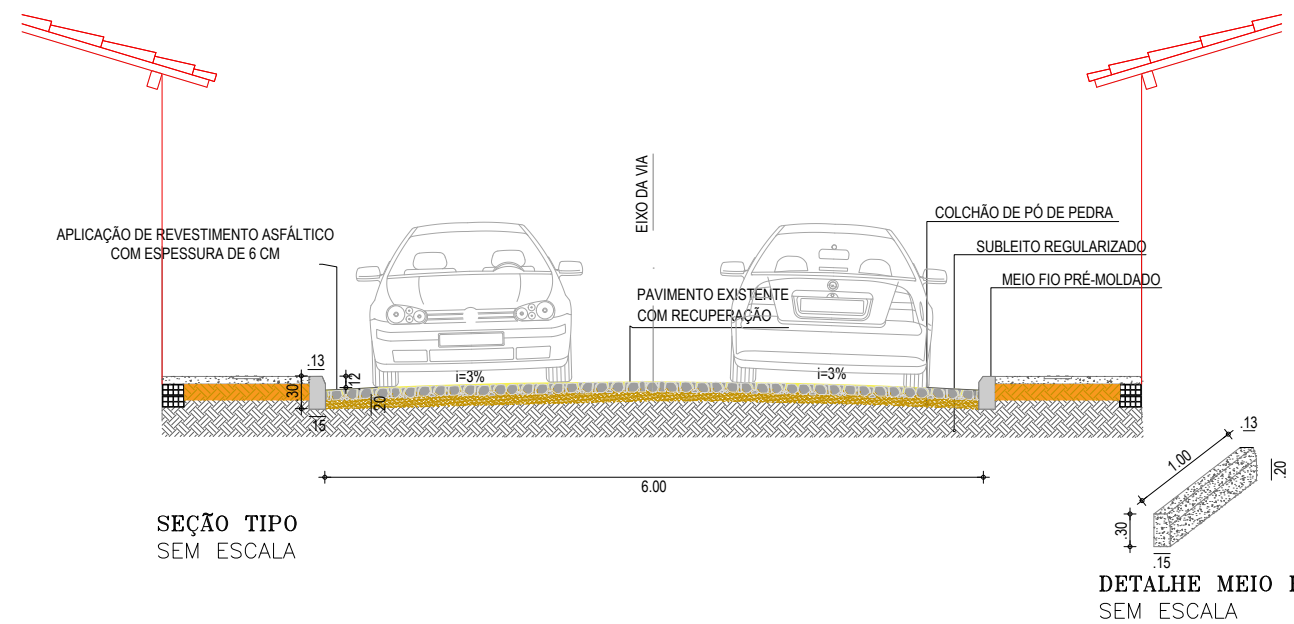 EIXO DA VIA
APLICAÇÃO DE REVESTIMENTO ASFÁLTICO
COM ESPESSURA DE 6 CM
COLCHÃO DE PÓ DE PEDRA
SUBLEITO REGULARIZADO
MEIO FIO PRÉ-MOLDADO
PAVIMENTO EXISTENTE
COM RECUPERAÇÃO
.13
12
.30
i=3%
i=3%
.20
.15
6.00
SEÇÃO TIPO
SEM ESCALA
.13
1.00
.20
.30
.15
DETALHE MEIO
SEM ESCALA